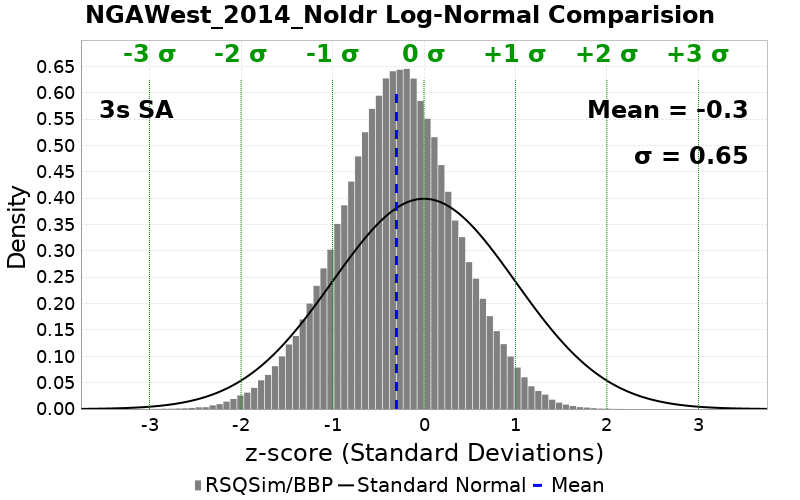 NGAWest_2014_NoIdr Log-Normal Comparision
-3 σ -2 σ -1 σ 0 σ +1 σ +2 σ +3 σ
3s SA
Mean = -0.3
σ = 0.65
Density
0.65
0.60
0.55
0.50
0.45
0.40
0.35
0.30
0.25
0.20
0.15
0.10
0.05
0.00
-3 -2 -1 0 1 2 3
z-score (Standard Deviations)
RSQSim/BBP Standard Normal Mean